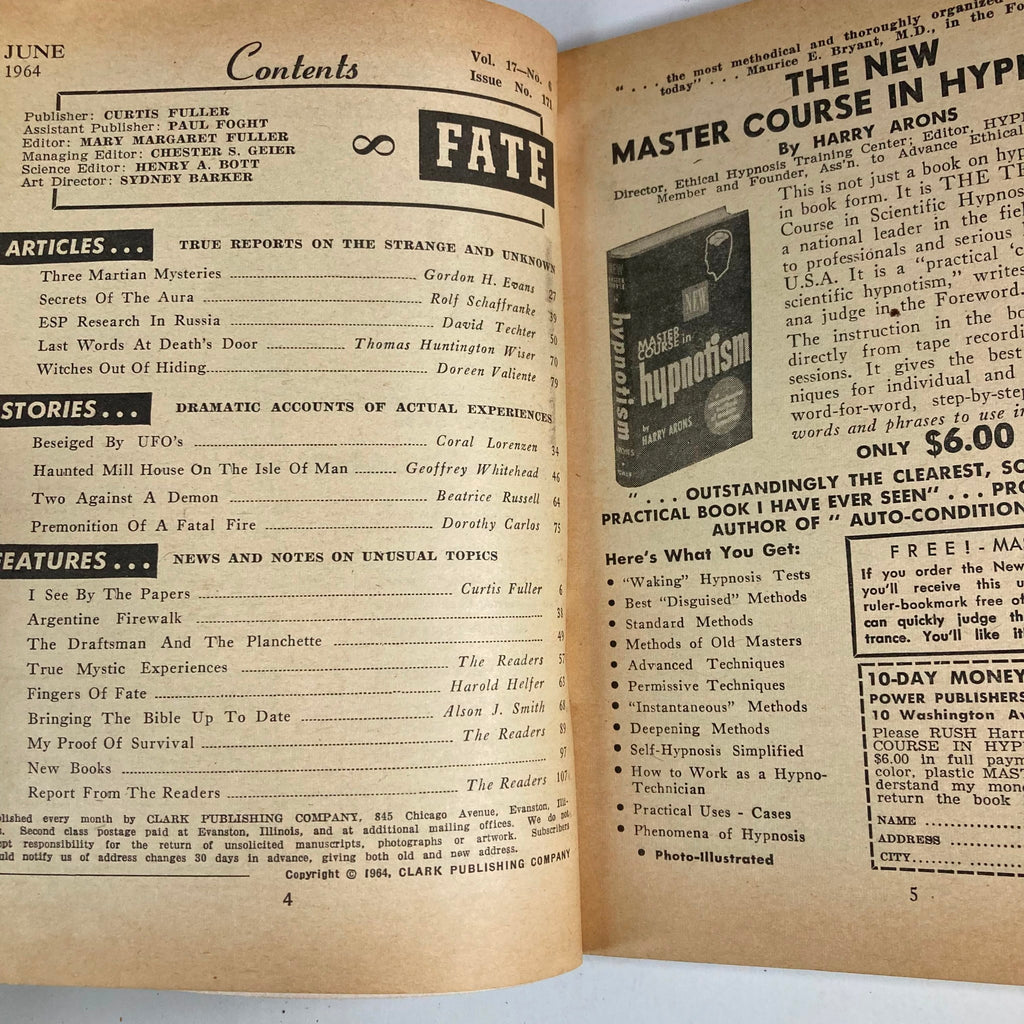 JUNE
1964
Contents
Vol. 17—No. 6
Issue No. 171
Publisher: CURTIS FULLER
Assistant Publisher: PAUL FOGHT
Editor: MARY MARGARET FULLER
Managing Editor: CHESTER S. GEIER
Science Editor: HENRY A. BOTT
Art Director: SYDNEY BARKER
∞ FATE
ARTICLES... TRUE REPORTS ON THE STRANGE AND UNKNOWN
Three Martian Mysteries Gordon H. Evans 27
Secrets Of The Aura Rolf Schaffranke 39
ESP Research In Russia David Techter 50
Last Words At Death's Door Thomas Huntington Wiser 70
Witches Out Of Hiding Doreen Valiente 79
STORIES... DRAMATIC ACCOUNTS OF ACTUAL EXPERIENCES
Beseiged By UFO's Coral Lorenzen 34
Haunted Mill House On The Isle Of Man Geoffrey Whitehead 46
Two Against A Demon Beatrice Russell 64
Premonition Of A Fatal Fire Dorothy Carlos 75
FEATURES... NEWS AND NOTES ON UNUSUAL TOPICS
I See By The Papers Curtis Fuller 6
Argentine Firewalk 38
The Draftsman And The Planchette 49
True Mystic Experiences The Readers 57
Fingers Of Fate Harold Helfer 63
Bringing The Bible Up To Date Alson J. Smith 68
My Proof Of Survival The Readers 89
New Books 97
Report From The Readers The Readers 107
lished every month by CLARK PUBLISHING COMPANY, 845 Chicago Avenue, Evanston, Illi-
s. Second class postage paid at Evanston, Illinois, and at additional mailing offices. We do not
pt responsibility for the return of unsolicited manuscripts, photographs or artwork. Subscribers
uld notify us of address changes 30 days in advance, giving both old and new address.
Copyright © 1964, CLARK PUBLISHING COMPANY
4
"... the most methodical and thoroughly organized
today" ... Maurice E. Bryant, M.D., in the Fo
THE NEW
MASTER COURSE IN HYP
By HARRY ARONS
Director, Ethical Hypnosis Training Center; Editor, HYP
Member and Founder, Ass'n. to Advance Ethical
This is not just a book on hyp
in book form. It is THE TE
Course in Scientific Hypnos
a national leader in the fiel
to professionals and serious
U.S.A. It is a "practical 'c
scientific hypnotism," writes
ana judge in the Foreword.
The instruction in the bo
directly from tape recordi
sessions. It gives the best
niques for individual and
word-for-word, step-by-step
words and phrases to use in
hypnotism
NEW
MASTER
COURSE in
hypnotism
by
HARRY ARONS
ONLY $6.00
"... OUTSTANDINGLY THE CLEAREST, SO
PRACTICAL BOOK I HAVE EVER SEEN" ... PRO
AUTHOR OF "AUTO-CONDITION
Here's What You Get:
• "Waking" Hypnosis Tests
• Best "Disguised" Methods
• Standard Methods
• Methods of Old Masters
• Advanced Techniques
• Permissive Techniques
• "Instantaneous" Methods
• Deepening Methods
• Self-Hypnosis Simplified
• How to Work as a Hypno-
Technician
• Practical Uses - Cases
• Phenomena of Hypnosis
• Photo-Illustrated
FREE! - MA
If you order the New
you'll receive this u
ruler-bookmark free of
can quickly judge th
trance. You'll like it
10-DAY MONEY
POWER PUBLISHERS
10 Washington Av
Please RUSH Harr
COURSE IN HYP
$6.00 in full paym
color, plastic MAS
derstand my mon
return the book
NAME
ADDRESS
CITY
5